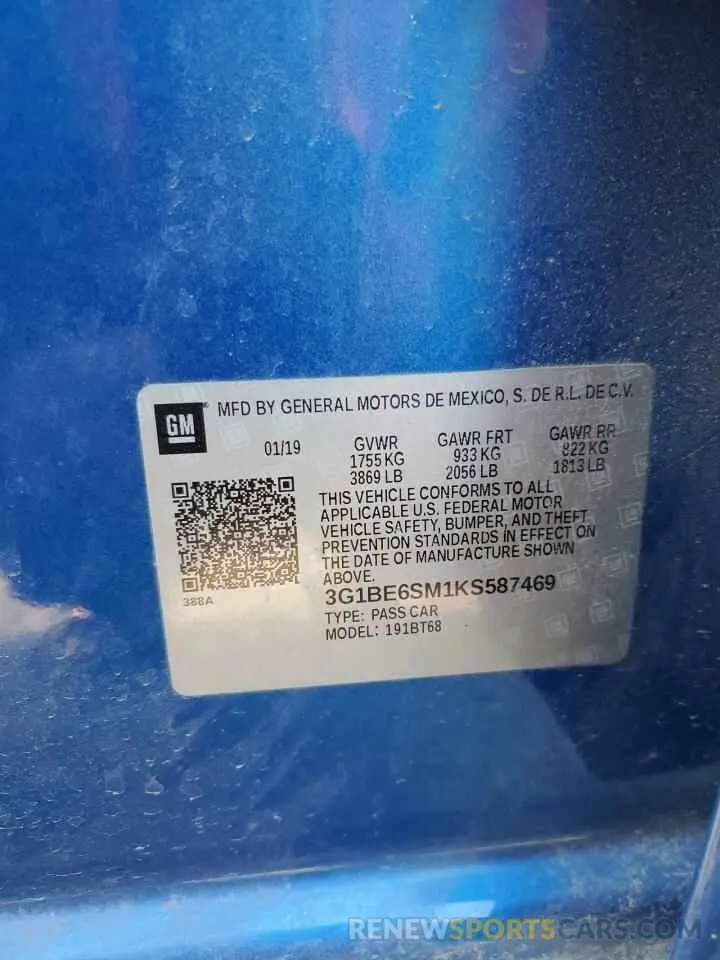 GM
MFD BY GENERAL MOTORS DE MEXICO, S. DE R.L. DE C.V.
01/19 GVWR GAWR FRT GAWR RR
1755 KG 933 KG 822 KG
3869 LB 2056 LB 1813 LB
THIS VEHICLE CONFORMS TO ALL
APPLICABLE U.S. FEDERAL MOTOR
VEHICLE SAFETY, BUMPER, AND THEFT
PREVENTION STANDARDS IN EFFECT ON
THE DATE OF MANUFACTURE SHOWN
ABOVE.
388A
3G1BE6SM1KS587469
TYPE: PASS CAR
MODEL: 191BT68
RENEWSPORTSCARS.COM